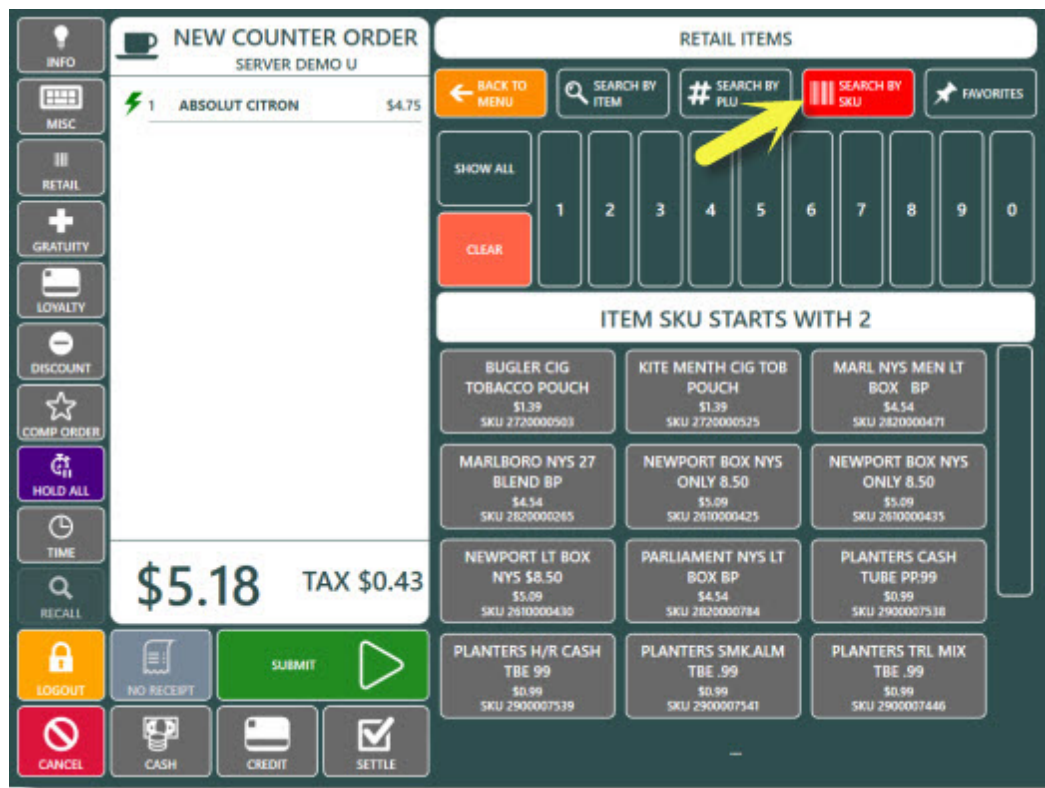 INFO
MISC
RETAIL
GRATUITY
LOYALTY
DISCOUNT
COMP ORDER
HOLD ALL
TIME
RECALL
LOGOUT
CANCEL
NEW COUNTER ORDER
SERVER DEMO U
1 ABSOLUT CITRON $4.75
$5.18 TAX $0.43
NO RECEIPT
SUBMIT
CASH
CREDIT
SETTLE
RETAIL ITEMS
BACK TO
MENU
SEARCH BY
ITEM
# SEARCH BY
PLU
SEARCH BY
SKU
FAVORITES
SHOW ALL
CLEAR
1 2 3 4 5 6 7 8 9 0
ITEM SKU STARTS WITH 2
BUGLER CIG
TOBACCO POUCH
$1.39
SKU 2720000503
KITE MENTH CIG TOB
POUCH
$1.39
SKU 2720000525
MARL NYS MEN LT
BOX BP
$4.54
SKU 2820000471
MARLBORO NYS 27
BLEND BP
$4.54
SKU 2820000265
NEWPORT BOX NYS
ONLY 8.50
$5.09
SKU 2610000425
NEWPORT BOX NYS
ONLY 8.50
$5.09
SKU 2610000435
NEWPORT LT BOX
NYS $8.50
$5.09
SKU 2610000430
PARLIAMENT NYS LT
BOX BP
$4.54
SKU 2820000784
PLANTERS CASH
TUBE PP.99
$0.99
SKU 2900007538
PLANTERS H/R CASH
TBE 99
$0.99
SKU 2900007539
PLANTERS SMK.ALM
TBE .99
$0.99
SKU 2900007541
PLANTERS TRL MIX
TBE .99
$0.99
SKU 2900007446